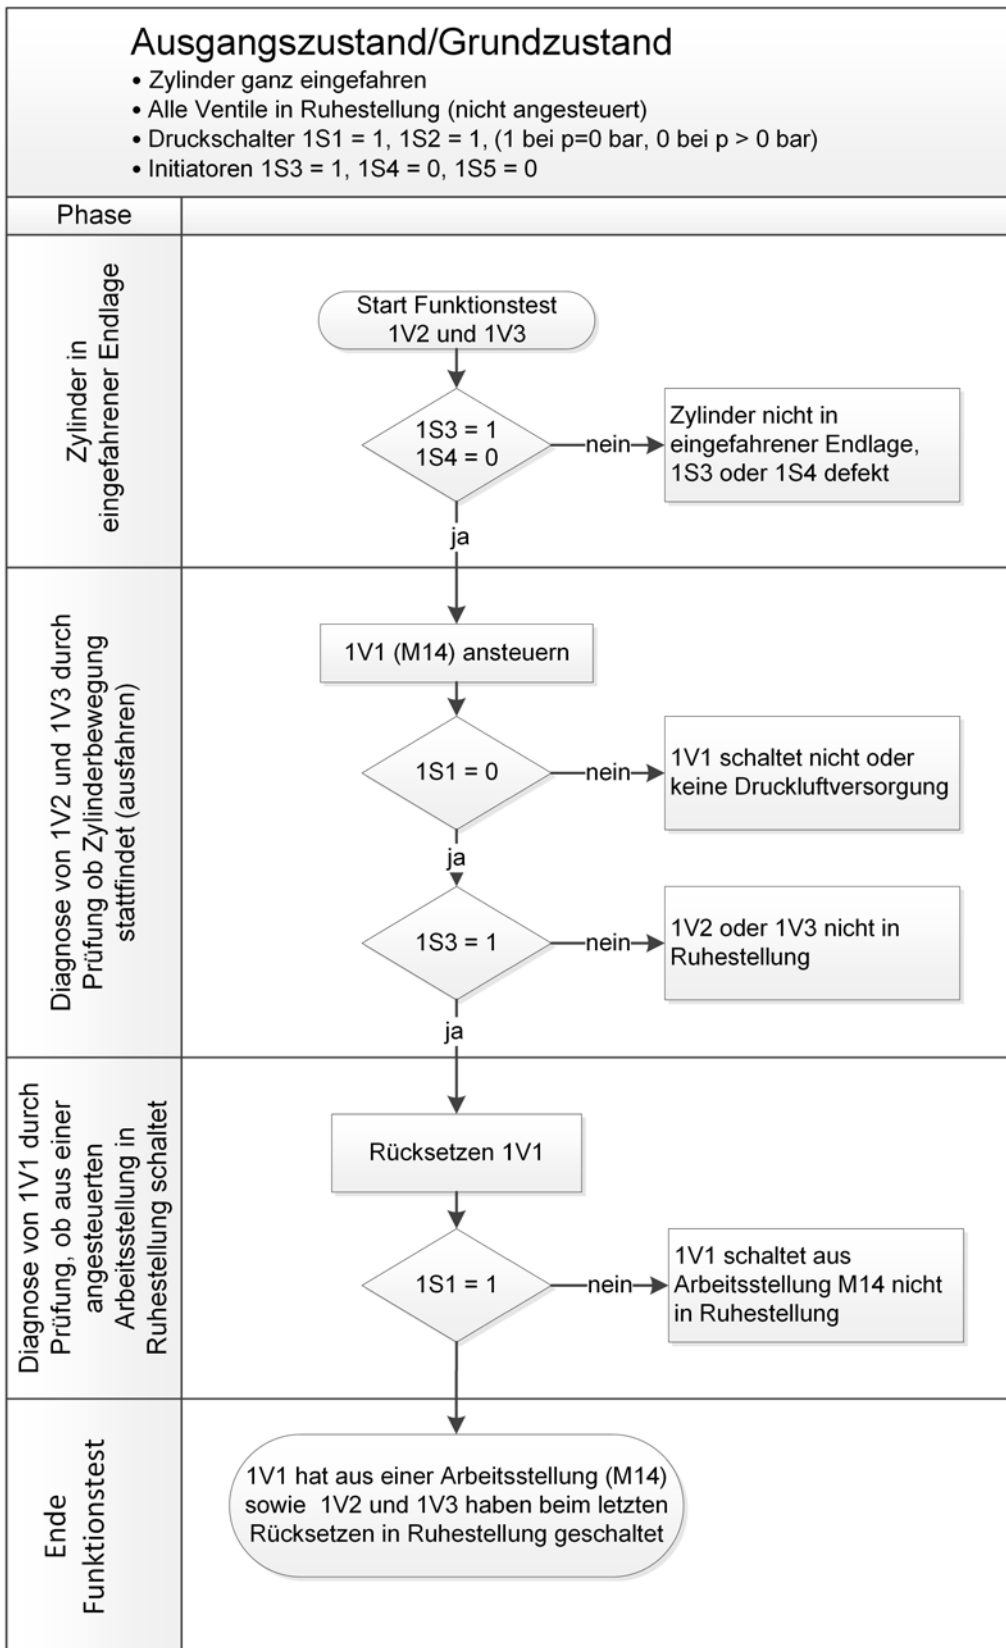 Ausgangszustand/Grundzustand
• Zylinder ganz eingefahren
• Alle Ventile in Ruhestellung (nicht angesteuert)
• Druckschalter 1S1 = 1, 1S2 = 1, (1 bei p=0 bar, 0 bei p > 0 bar)
• Initiatoren 1S3 = 1, 1S4 = 0, 1S5 = 0
Phase
Zylinder in
eingefahrener Endlage
Start Funktionstest
1V2 und 1V3
1S3 = 1
1S4 = 0
nein
Zylinder nicht in
eingefahrener Endlage,
1S3 oder 1S4 defekt
ja
Diagnose von 1V2 und 1V3 durch
Prüfung ob Zylinderbewegung
stattfindet (ausfahren)
1V1 (M14) ansteuern
1S1 = 0
nein
1V1 schaltet nicht oder
keine Druckluftversorgung
ja
1S3 = 1
nein
1V2 oder 1V3 nicht in
Ruhestellung
ja
Diagnose von 1V1 durch
Prüfung, ob aus einer
angesteuerten
Arbeitsstellung in
Ruhestellung schaltet
Rücksetzen 1V1
1S1 = 1
nein
1V1 schaltet aus
Arbeitsstellung M14 nicht
in Ruhestellung
Ende
Funktionstest
1V1 hat aus einer Arbeitsstellung (M14)
sowie 1V2 und 1V3 haben beim letzten
Rücksetzen in Ruhestellung geschaltet